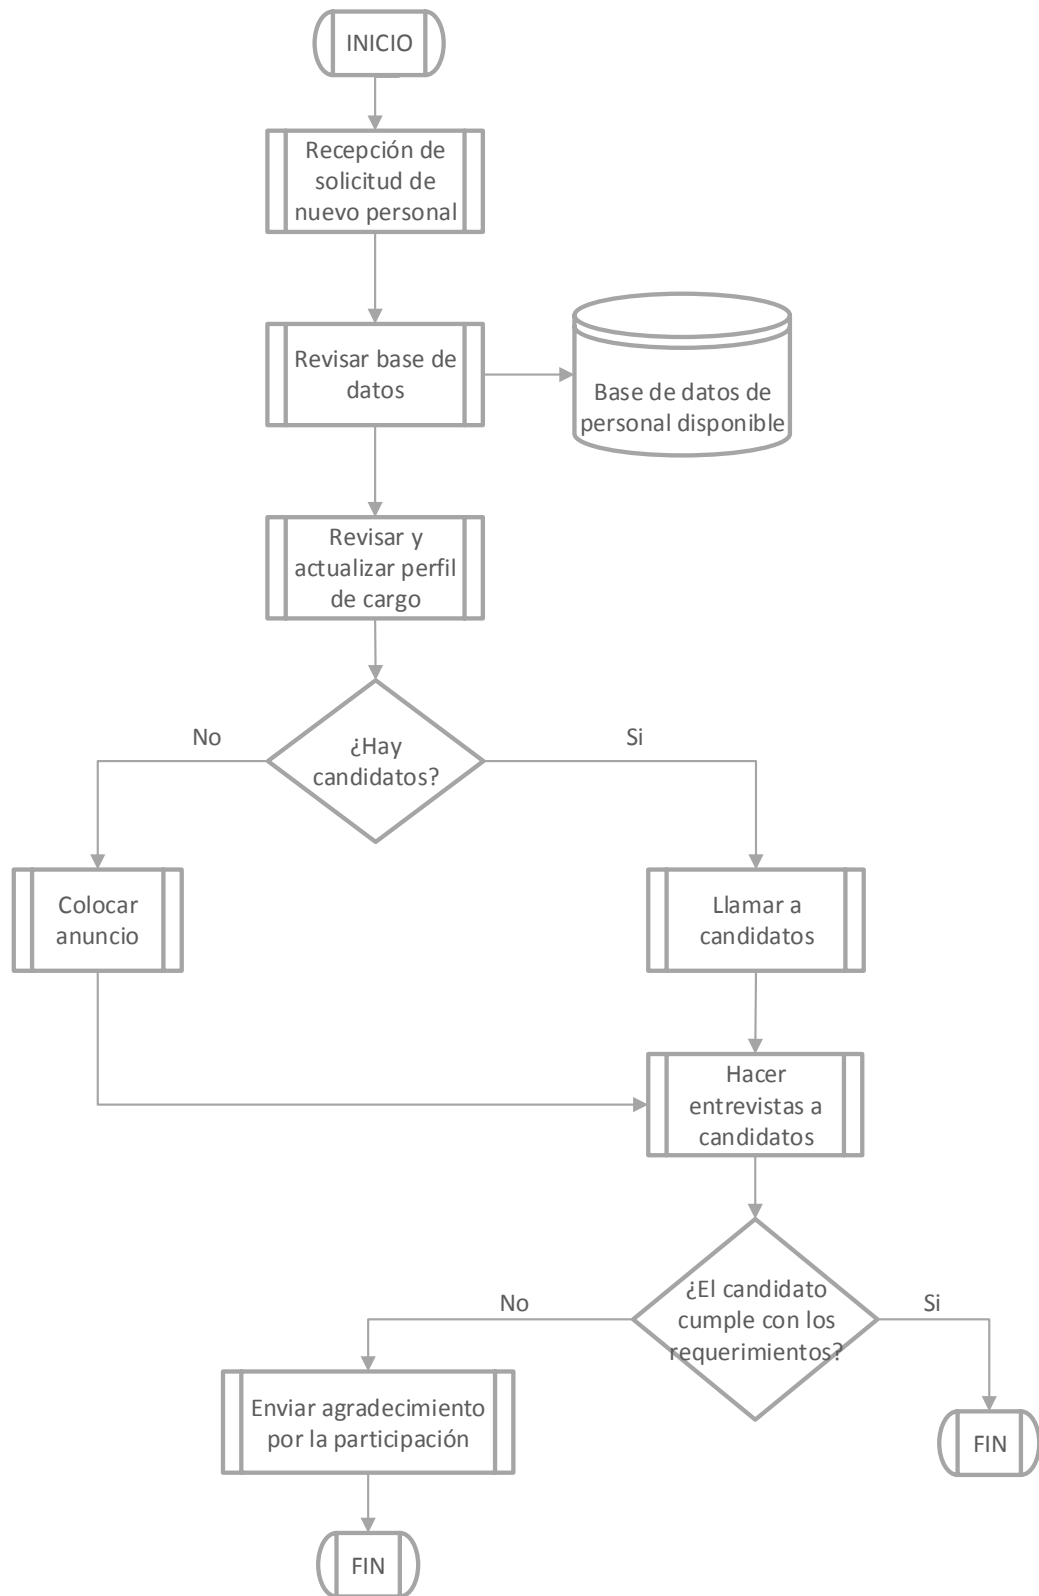 INICIO
Recepción de
solicitud de
nuevo personal
Revisar base de
datos
Base de datos de
personal disponible
Revisar y
actualizar perfil
de cargo
¿Hay
candidatos?
No
Si
Colocar
anuncio
Llamar a
candidatos
Hacer
entrevistas a
candidatos
¿El candidato
cumple con los
requerimientos?
No
Si
Enviar agradecimiento
por la participación
FIN
FIN